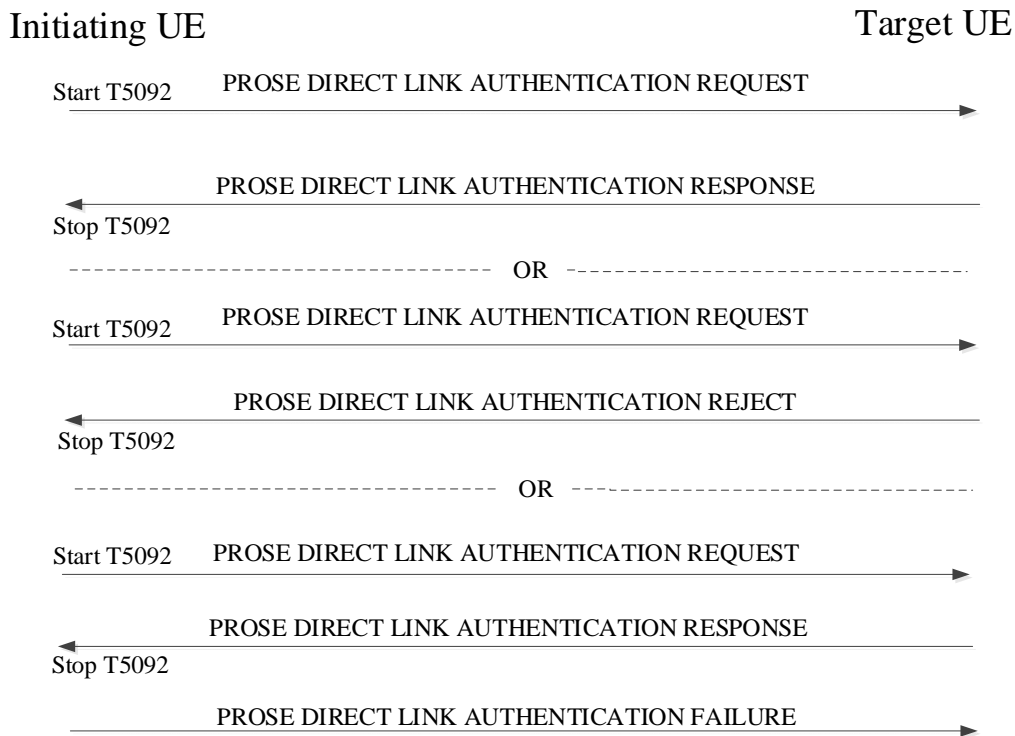 Initiating UE
Target UE
Start T5092
PROSE DIRECT LINK AUTHENTICATION REQUEST
PROSE DIRECT LINK AUTHENTICATION RESPONSE
Stop T5092
OR
Start T5092
PROSE DIRECT LINK AUTHENTICATION REQUEST
PROSE DIRECT LINK AUTHENTICATION REJECT
Stop T5092
OR
Start T5092
PROSE DIRECT LINK AUTHENTICATION REQUEST
PROSE DIRECT LINK AUTHENTICATION RESPONSE
Stop T5092
PROSE DIRECT LINK AUTHENTICATION FAILURE